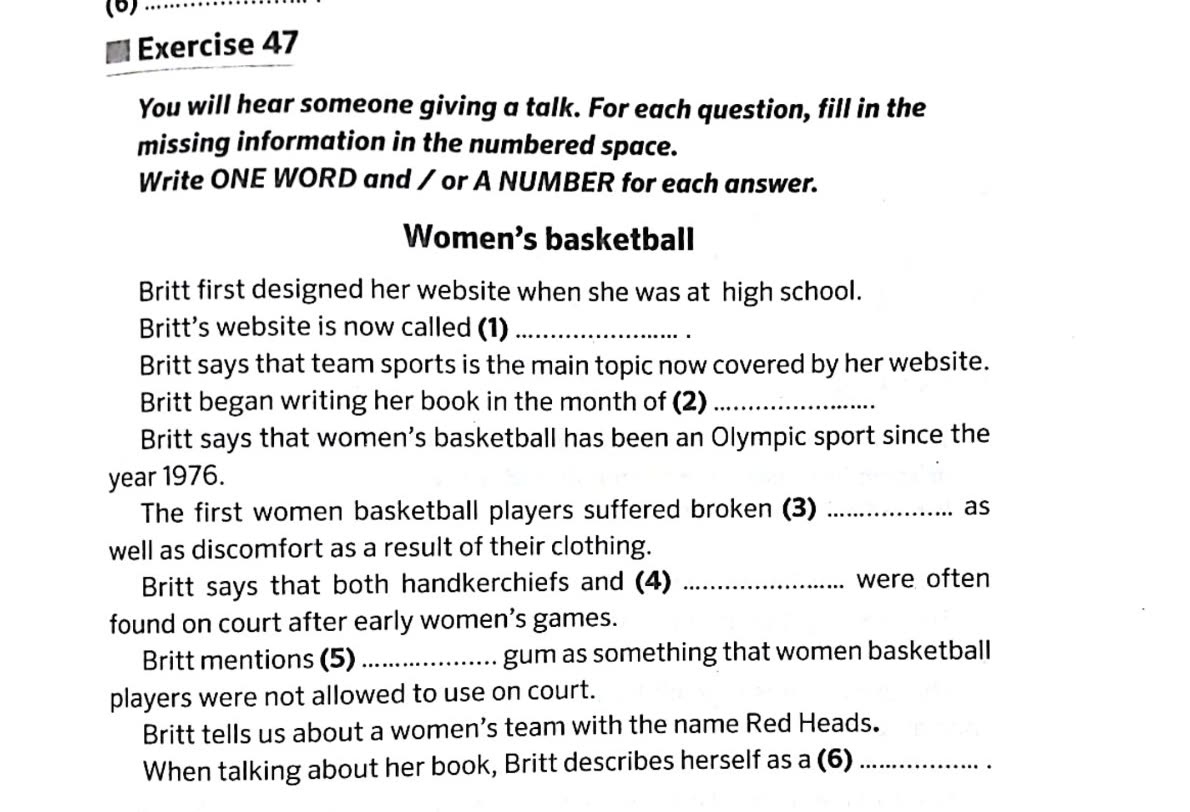 (6) ........................... .
Exercise 47
You will hear someone giving a talk. For each question, fill in the
missing information in the numbered space.
Write ONE WORD and / or A NUMBER for each answer.
Women's basketball
Britt first designed her website when she was at high school.
Britt's website is now called (1) ........................ .
Britt says that team sports is the main topic now covered by her website.
Britt began writing her book in the month of (2) ........................
Britt says that women's basketball has been an Olympic sport since the
year 1976.
The first women basketball players suffered broken (3) .................. as
well as discomfort as a result of their clothing.
Britt says that both handkerchiefs and (4) ........................ were often
found on court after early women's games.
Britt mentions (5) .................... gum as something that women basketball
players were not allowed to use on court.
Britt tells us about a women's team with the name Red Heads.
When talking about her book, Britt describes herself as a (6) .................. .